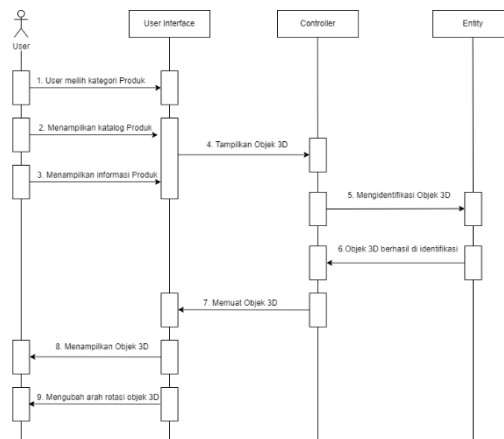 User Interface
Controller
Entity
User
1. User meilih kategori Produk
2. Menampilkan katalog Produk
4. Tampilkan Objek 3D
3. Menampilkan informasi Produk
5. Mengidentifikasi Objek 3D
6.Objek 3D berhasil di identifikasi
7. Memuat Objek 3D
8. Menampilkan Objek 3D
9. Mengubah arah rotasi objek 3D